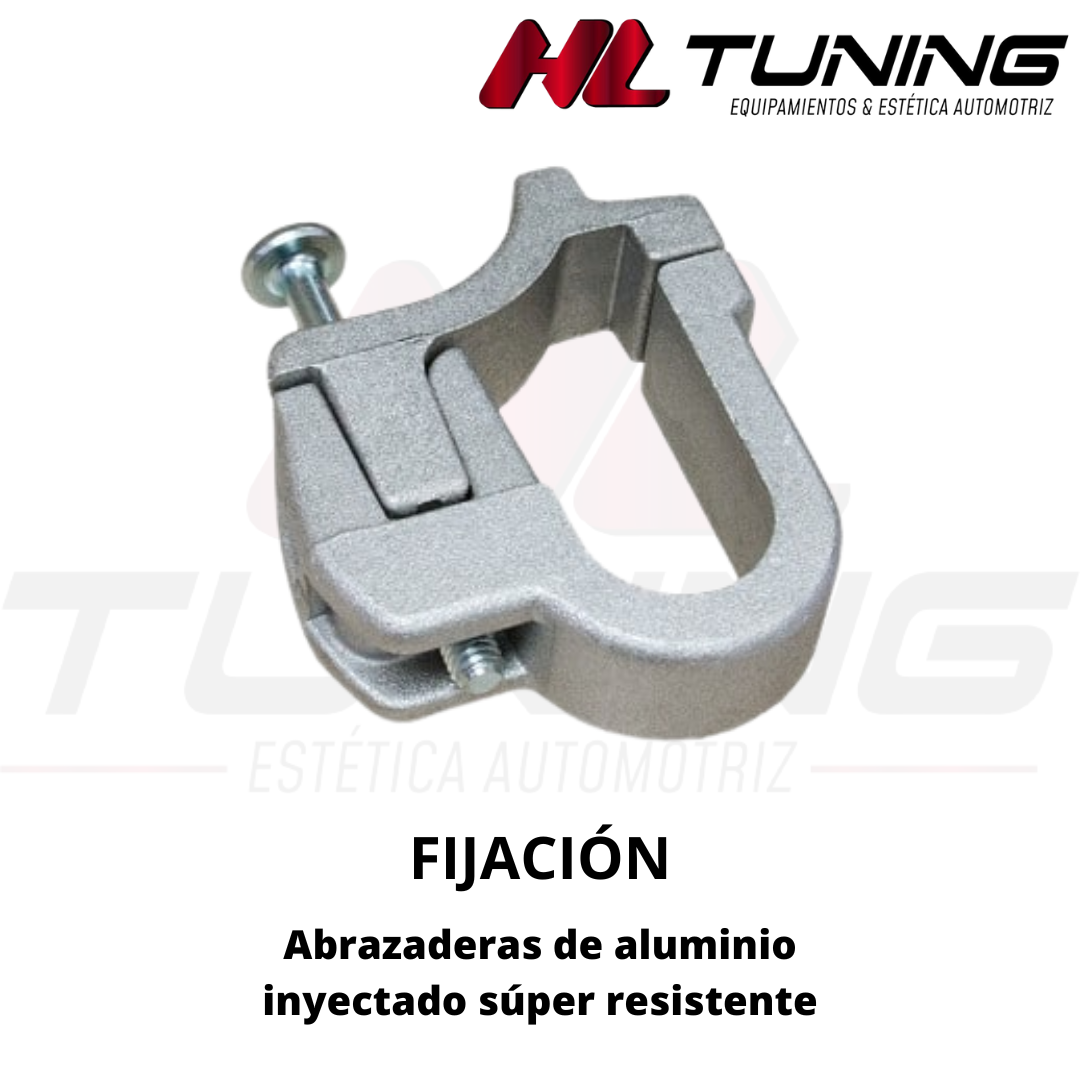 HL TUNING
EQUIPAMIENTOS & ESTÉTICA AUTOMOTRIZ
TUNING
ESTÉTICA AUTOMOTRIZ
FIJACIÓN
Abrazaderas de aluminio
inyectado súper resistente